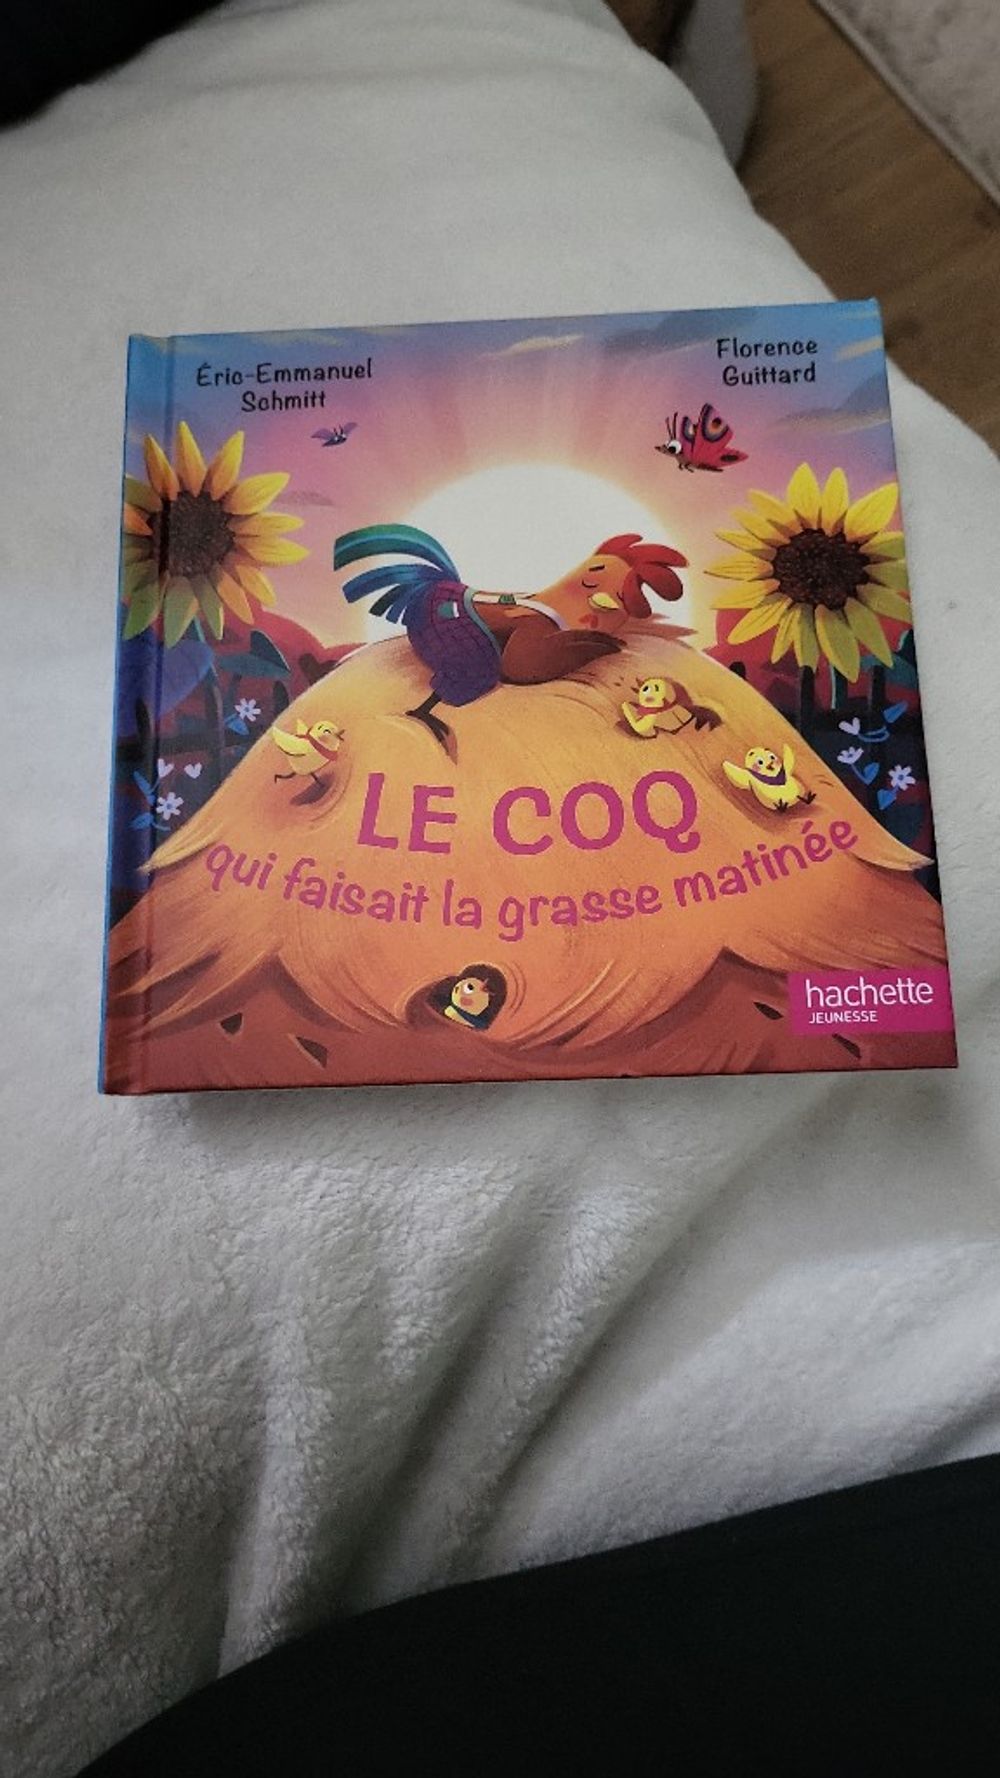 Éric-Emmanuel
Schmitt
Florence
Guittard
LE COQ
qui faisait la grasse matinée
hachette
JEUNESSE